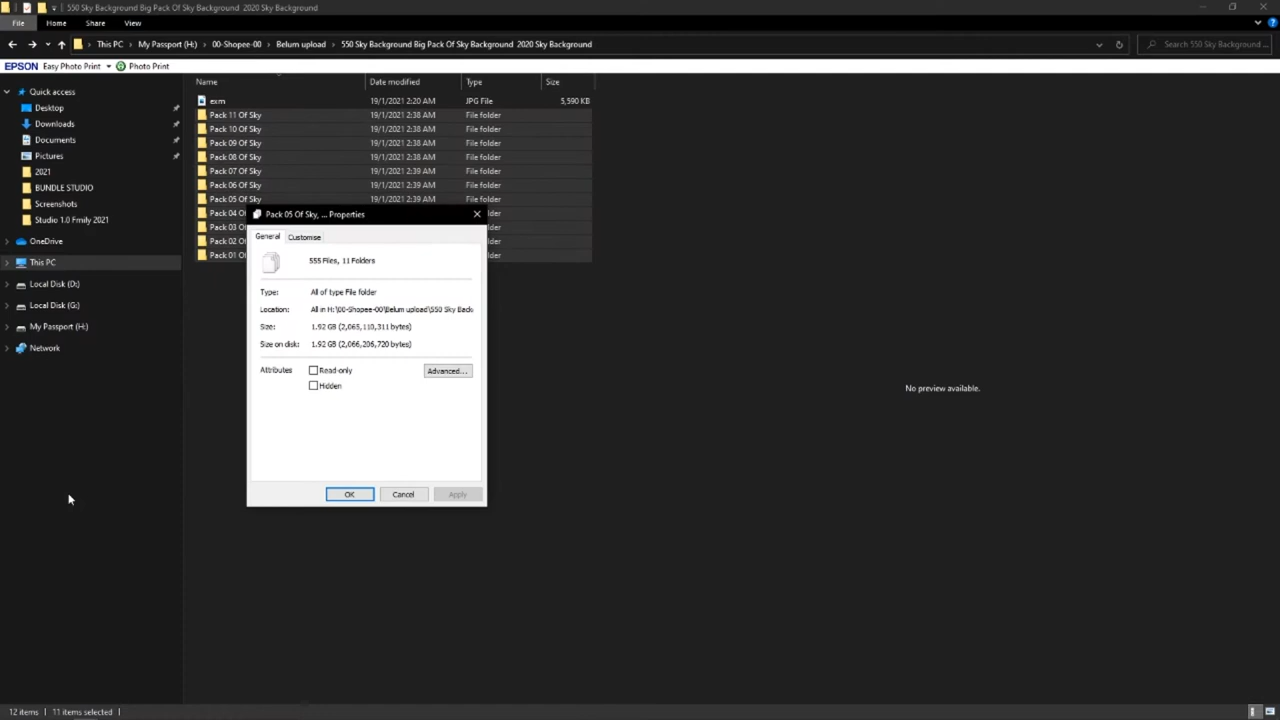 550 Sky Background Big Pack Of Sky Background 2020 Sky Background
File Home Share View
This PC My Passport (H:) 00-Shopee-00 Belum upload 550 Sky Background Big Pack Of Sky Background 2020 Sky Background Search 550 Sky Background ...
EPSON Easy Photo Print Photo Print
Name Date modified Type Size
Quick access
Desktop
Downloads
Documents
Pictures
2021
BUNDLE STUDIO
Screenshots
Studio 1.0 Fmily 2021
OneDrive
This PC
Local Disk (D:)
Local Disk (G:)
My Passport (H:)
Network
exm 19/1/2021 2:20 AM JPG File 5,590 KB
Pack 11 Of Sky 19/1/2021 2:38 AM File folder
Pack 10 Of Sky 19/1/2021 2:38 AM File folder
Pack 09 Of Sky 19/1/2021 2:38 AM File folder
Pack 08 Of Sky 19/1/2021 2:38 AM File folder
Pack 07 Of Sky 19/1/2021 2:39 AM File folder
Pack 06 Of Sky 19/1/2021 2:39 AM File folder
Pack 05 Of Sky 19/1/2021 2:39 AM File folder
Pack 04 O
Pack 03 O
Pack 02 O
Pack 01 O
Pack 05 Of Sky, ... Properties
General Customise
555 Files, 11 Folders
Type: All of type File folder
Location: All in H:\00-Shopee-00\Belum upload\550 Sky Back
Size: 1.92 GB (2,065,110,311 bytes)
Size on disk: 1.92 GB (2,066,206,720 bytes)
Attributes Read-only Advanced...
Hidden
OK Cancel Apply
No preview available.
12 items 11 items selected